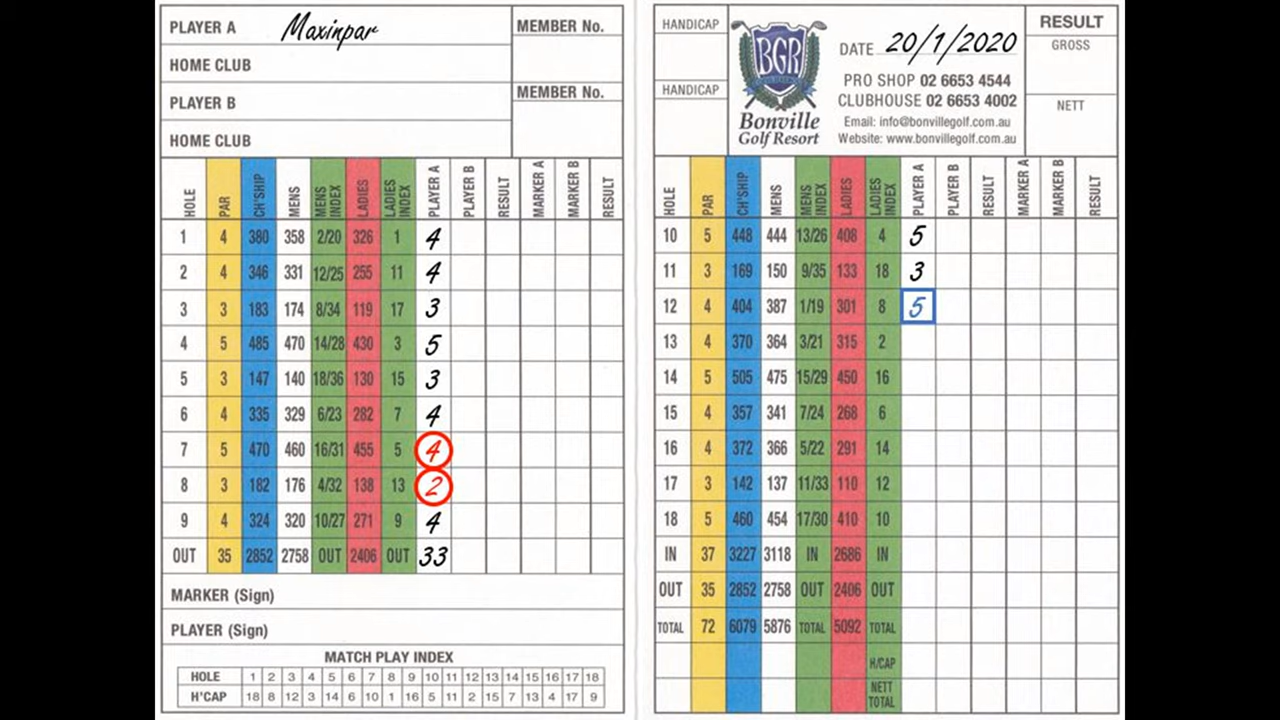 PLAYER A Maxinpar MEMBER No.
HOME CLUB
PLAYER B MEMBER No.
HOME CLUB
HOLE PAR CH'SHIP MENS MENS INDEX LADIES LADIES INDEX PLAYER A PLAYER B RESULT MARKER A MARKER B RESULT
1 4 380 358 2/20 326 1 4
2 4 346 331 12/25 255 11 4
3 3 183 174 8/34 119 17 3
4 5 485 470 14/28 430 3 5
5 3 147 140 18/36 130 15 3
6 4 335 329 6/23 282 7 4
7 5 470 460 16/31 455 5 4
8 3 182 176 4/32 138 13 2
9 4 324 320 10/27 271 9 4
OUT 35 2852 2758 OUT 2406 OUT 33
MARKER (Sign)
PLAYER (Sign)
MATCH PLAY INDEX
HOLE 1 2 3 4 5 6 7 8 9 10 11 12 13 14 15 16 17 18
H'CAP 18 8 12 3 14 6 10 1 16 5 11 2 15 7 13 4 17 9
HANDICAP
HANDICAP
BGR
Bonville
Golf Resort
DATE 20/1/2020
PRO SHOP 02 6653 4544
CLUBHOUSE 02 6653 4002
Email: info@bonvillegolf.com.au
Website: www.bonvillegolf.com.au
RESULT
GROSS
NETT
HOLE PAR CH'SHIP MENS MENS INDEX LADIES LADIES INDEX PLAYER A PLAYER B RESULT MARKER A MARKER B RESULT
10 5 448 444 13/26 408 4 5
11 3 169 150 9/35 133 18 3
12 4 404 387 1/19 301 8 5
13 4 370 364 3/21 315 2
14 5 505 475 15/29 450 16
15 4 357 341 7/24 268 6
16 4 372 366 5/22 291 14
17 3 142 137 11/33 110 12
18 5 460 454 17/30 410 10
IN 37 3227 3118 IN 2686 IN
OUT 35 2852 2758 OUT 2406 OUT
TOTAL 72 6079 5876 TOTAL 5092 TOTAL
H/CAP
NETT
TOTAL